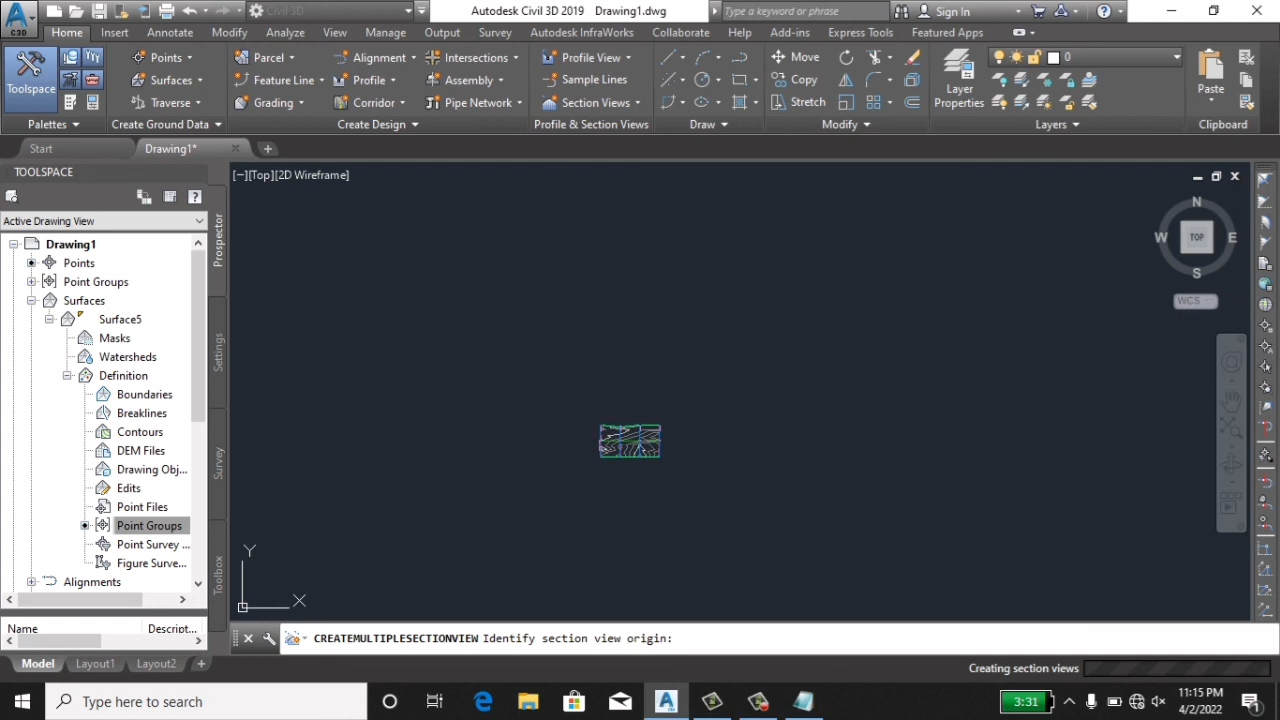 Civil 3D
Autodesk Civil 3D 2019 Drawing1.dwg
Type a keyword or phrase
Sign In
C3D
Home Insert Annotate Modify Analyze View Manage Output Survey Autodesk InfraWorks Collaborate Help Add-ins Express Tools Featured Apps
Toolspace
Points
Surfaces
Traverse
Parcel
Feature Line
Grading
Alignment
Profile
Corridor
Intersections
Assembly
Pipe Network
Profile View
Sample Lines
Section Views
Move
Copy
Stretch
Layer
Properties
0
Paste
Palettes Create Ground Data Create Design Profile & Section Views Draw Modify Layers Clipboard
Start Drawing1*
TOOLSPACE
Active Drawing View
Drawing1
Points
Point Groups
Surfaces
Surface5
Masks
Watersheds
Definition
Boundaries
Breaklines
Contours
DEM Files
Drawing Obj...
Edits
Point Files
Point Groups
Point Survey ...
Figure Surve...
Alignments
Name Descript...
Prospector
Settings
Survey
Toolbox
[−][Top][2D Wireframe]
N
W TOP E
S
WCS
Y
X
CREATEMULTIPLESECTIONVIEW Identify section view origin:
Model Layout1 Layout2 +
Creating section views
Type here to search
3:31
11:15 PM
4/2/2022